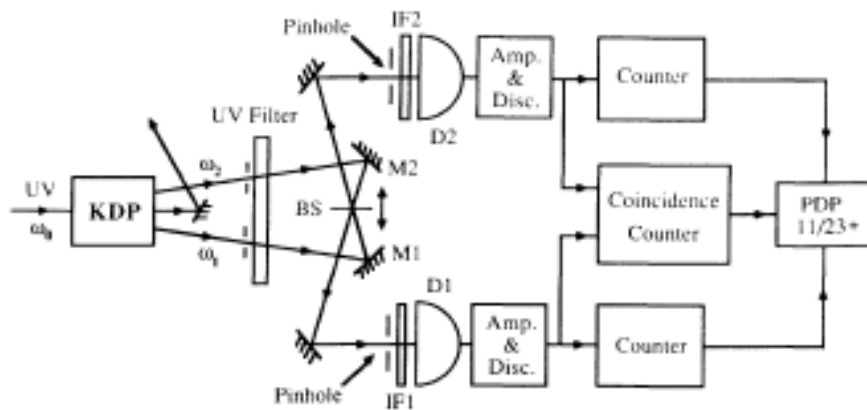 Pinhole
IF2
Amp.
&
Disc.
Counter
D2
UV Filter
UV
ω0
KDP
ω2
ω1
M2
BS
M1
Coincidence
Counter
PDP
11/23+
D1
Amp.
&
Disc.
Counter
Pinhole
IF1